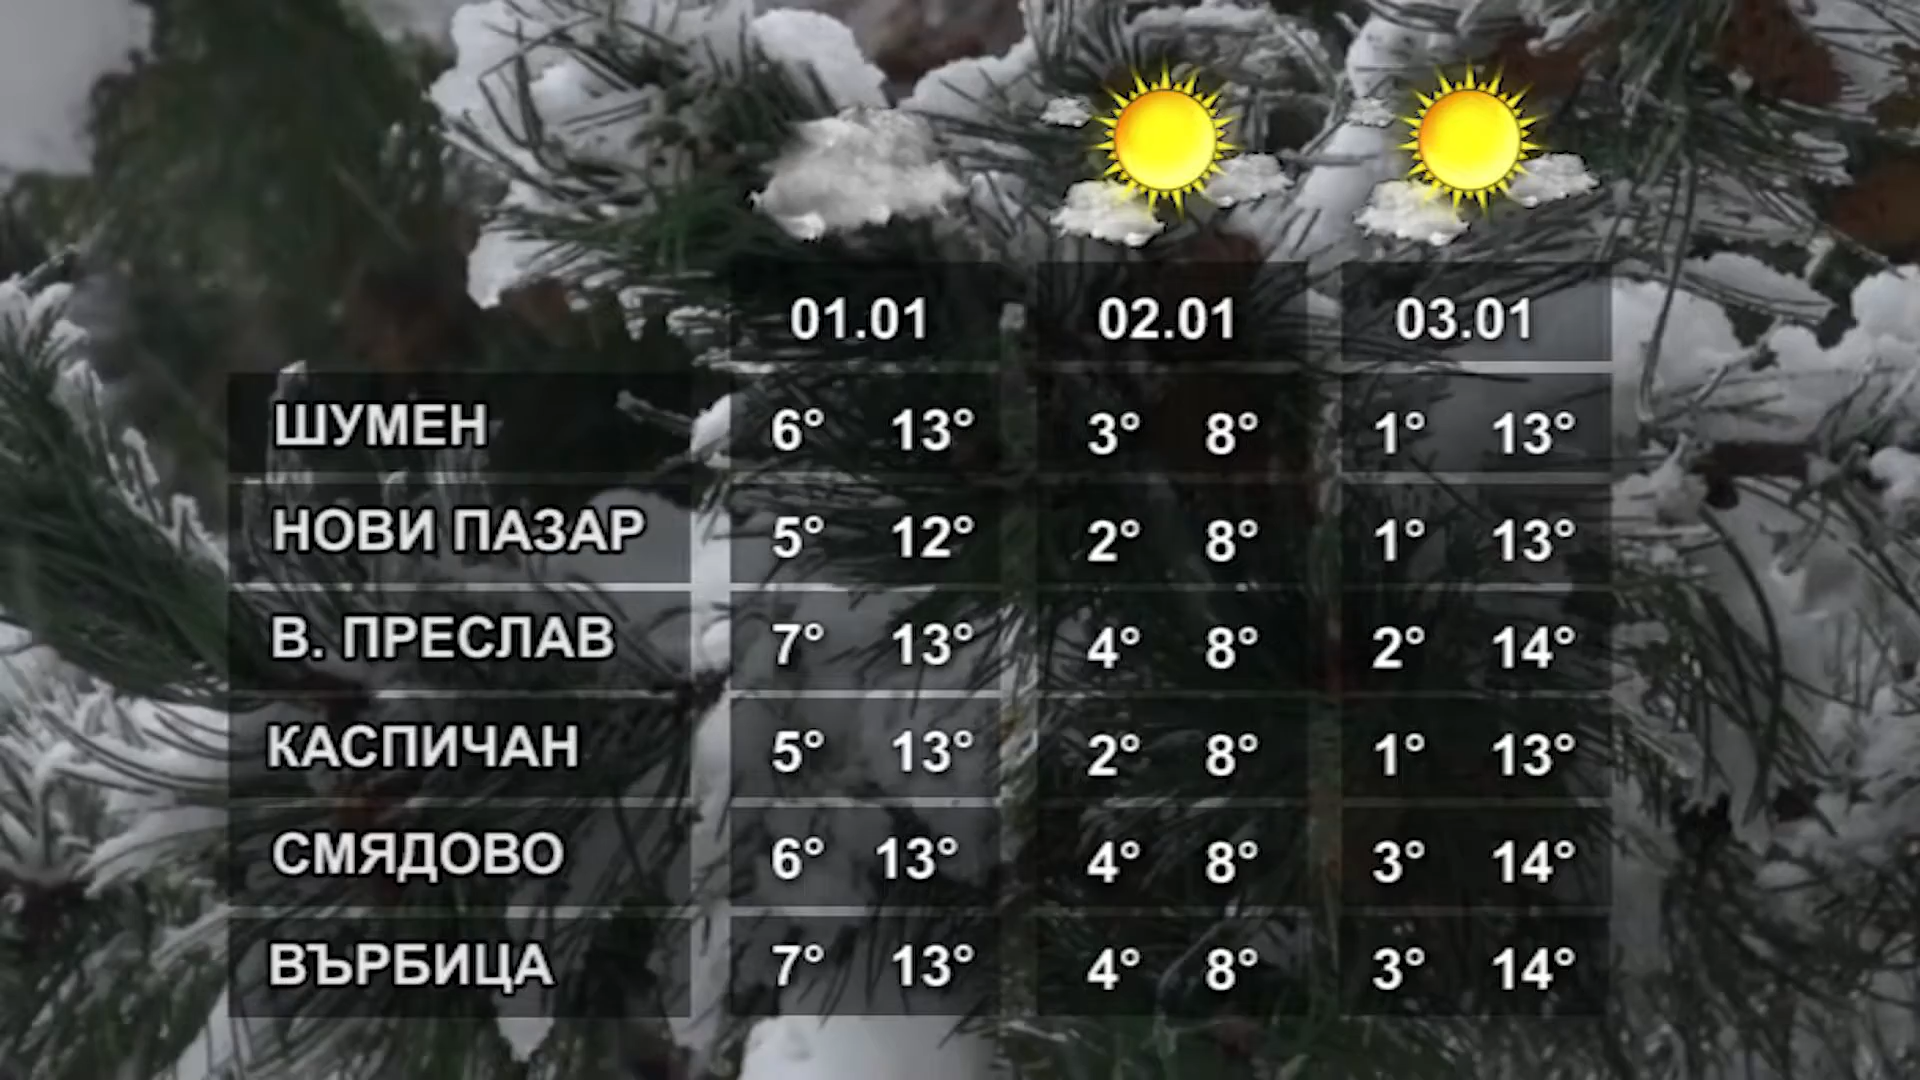 01.01 02.01 03.01
ШУМЕН 6° 13° 3° 8° 1° 13°
НОВИ ПАЗАР 5° 12° 2° 8° 1° 13°
В. ПРЕСЛАВ 7° 13° 4° 8° 2° 14°
КАСПИЧАН 5° 13° 2° 8° 1° 13°
СМЯДОВО 6° 13° 4° 8° 3° 14°
ВЪРБИЦА 7° 13° 4° 8° 3° 14°